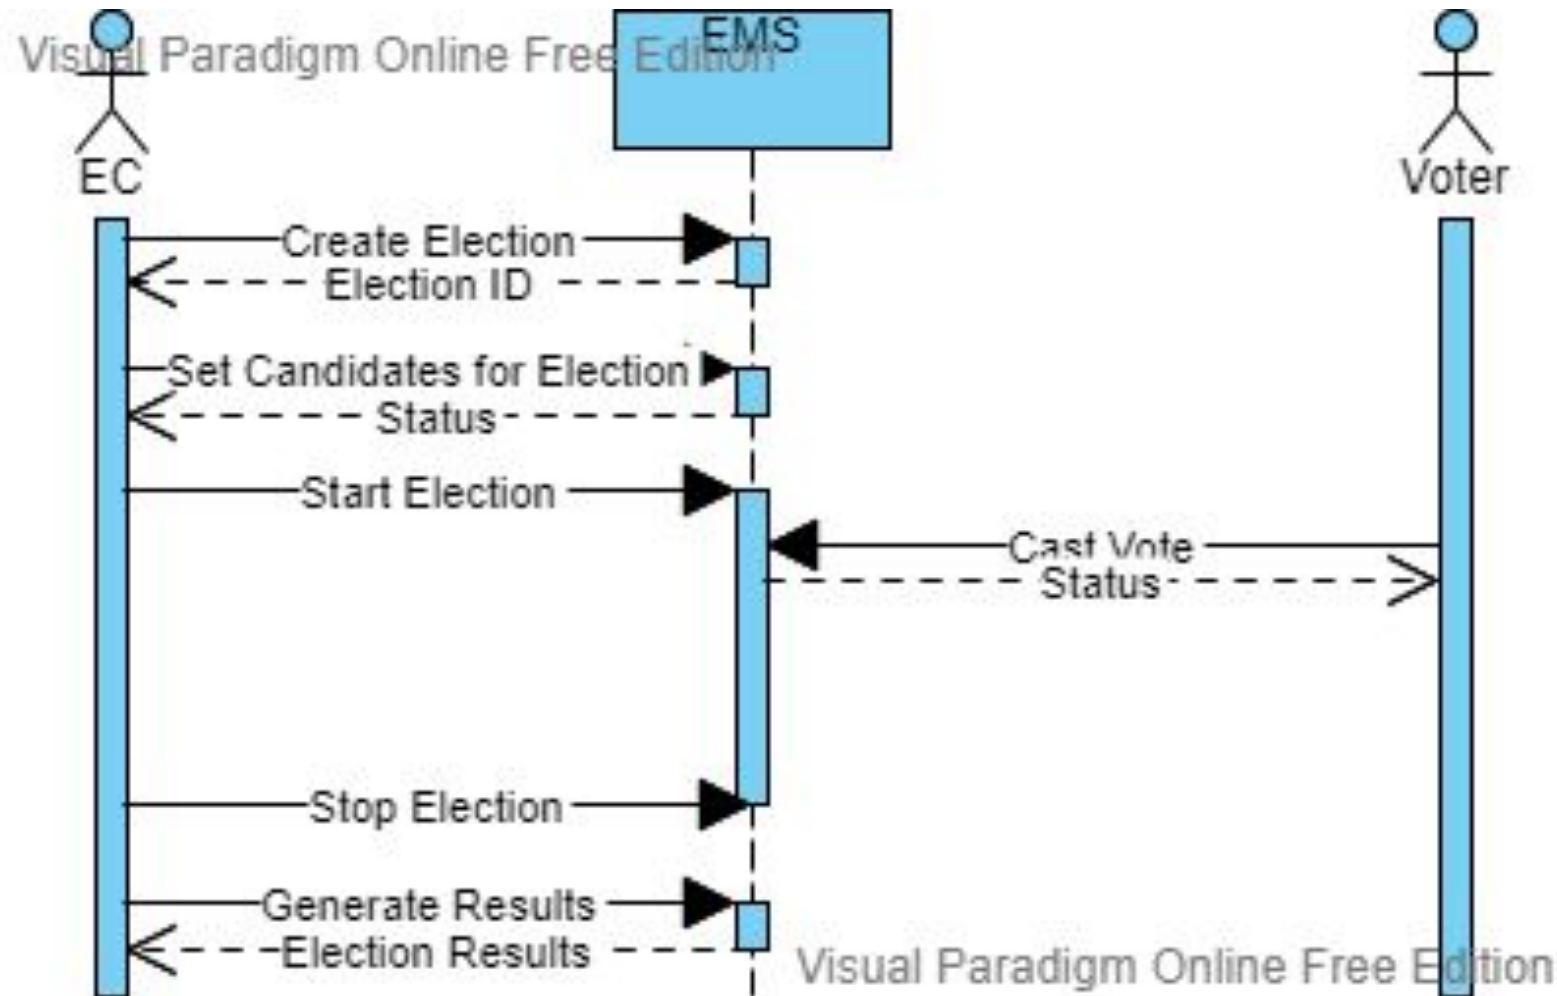 EMS
Visual Paradigm Online Free Edition
EC
Voter
Create Election
Election ID
Set Candidates for Election
Status
Start Election
Cast Vote
Status
Stop Election
Generate Results
Election Results
Visual Paradigm Online Free Edition